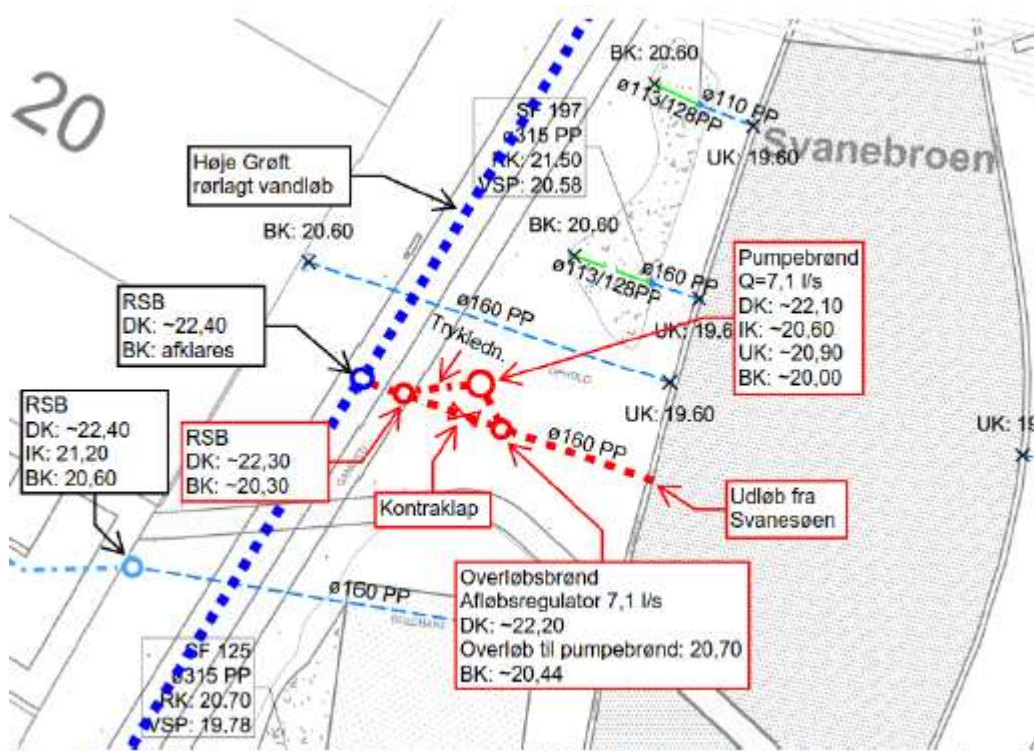 20
Høje Grøft
rørlagt vandløb
SF 197
ø315 PP
RK: 21.50
VSP: 20.58
BK: 20.60
ø113/128PP
ø110 PP
UK: 19.60
Svanebroen
BK: 20.60
BK: 20.60
ø113/128PP
ø160 PP
UK: 19.6
ø160 PP
Trykledn.
UK: 19.60
Pumpebrønd
Q=7,1 l/s
DK: ~22,10
IK: ~20,60
UK: ~20,90
BK: ~20,00
RSB
DK: ~22,40
BK: afklares
RSB
DK: ~22,40
IK: 21,20
BK: 20,60
RSB
DK: ~22,30
BK: ~20,30
Kontraklap
ø160 PP
UK: 19
Udløb fra
Svanesøen
Overløbsbrønd
Afløbsregulator 7,1 l/s
DK: ~22,20
Overløb til pumpebrønd: 20,70
BK: ~20,44
ø160 PP
SF 125
ø315 PP
RK: 20.70
VSP: 19.78